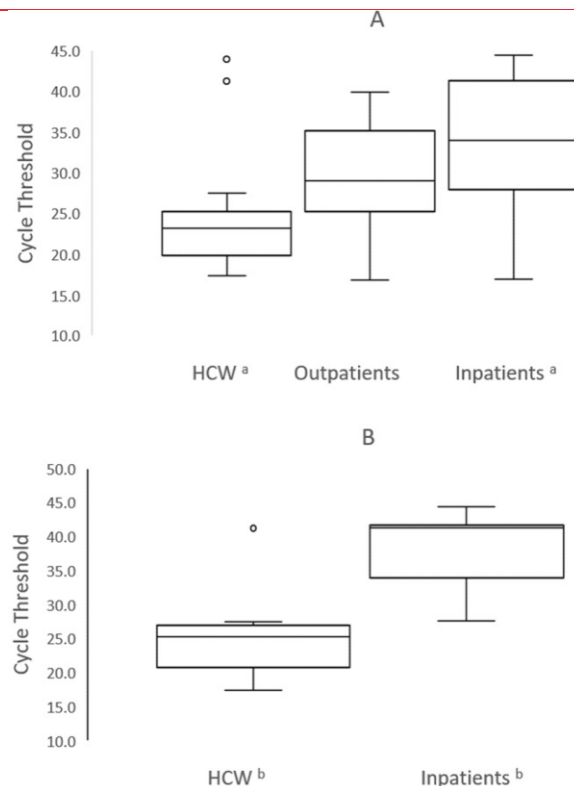 A
45.0
40.0
35.0
30.0
25.0
20.0
15.0
10.0
Cycle Threshold
HCW ᵃ Outpatients Inpatients ᵃ
B
50.0
45.0
40.0
35.0
30.0
25.0
20.0
15.0
10.0
Cycle Threshold
HCW ᵇ Inpatients ᵇ